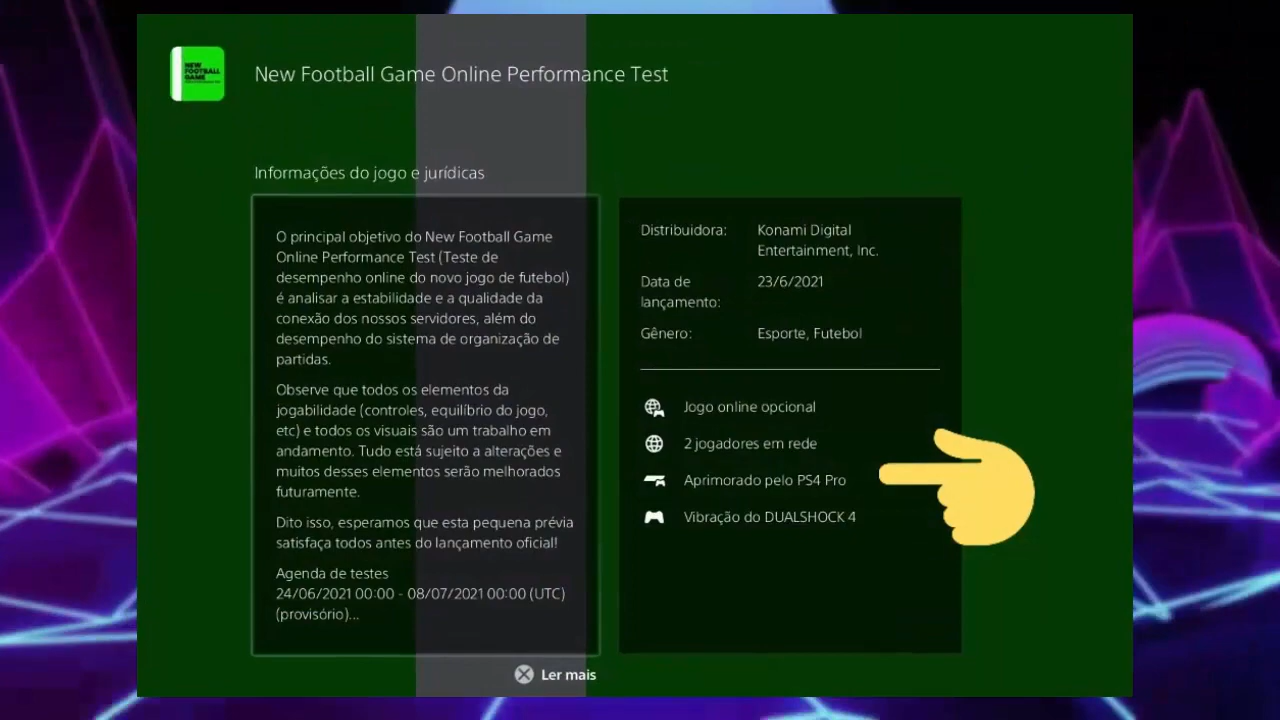 NEW
FOOTBALL
GAME
New Football Game Online Performance Test
Informações do jogo e jurídicas
O principal objetivo do New Football Game
Online Performance Test (Teste de
desempenho online do novo jogo de futebol)
é analisar a estabilidade e a qualidade da
conexão dos nossos servidores, além do
desempenho do sistema de organização de
partidas.
Observe que todos os elementos da
jogabilidade (controles, equilíbrio do jogo,
etc) e todos os visuais são um trabalho em
andamento. Tudo está sujeito a alterações e
muitos desses elementos serão melhorados
futuramente.
Dito isso, esperamos que esta pequena prévia
satisfaça todos antes do lançamento oficial!
Agenda de testes
24/06/2021 00:00 - 08/07/2021 00:00 (UTC)
(provisório)...
Distribuidora: Konami Digital
Entertainment, Inc.
Data de 23/6/2021
lançamento:
Gênero: Esporte, Futebol
Jogo online opcional
2 jogadores em rede
Aprimorado pelo PS4 Pro
Vibração do DUALSHOCK 4
Ler mais